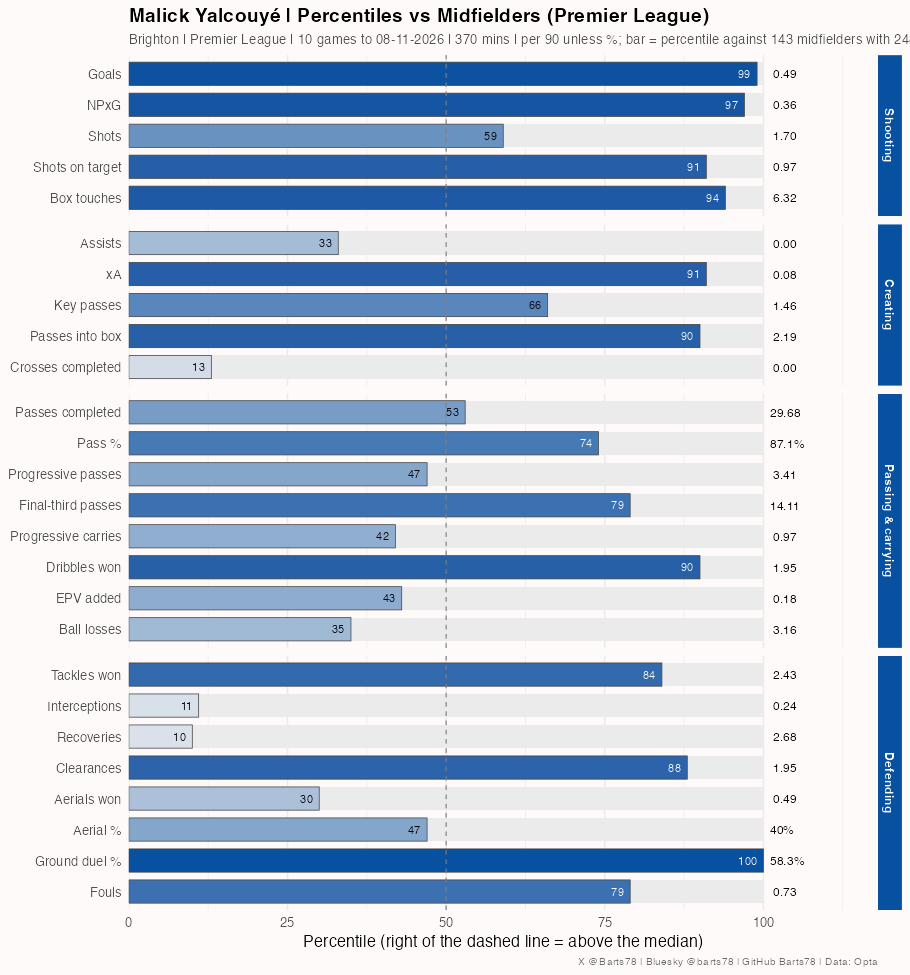 Malick Yalcouyé | Percentiles vs Midfielders (Premier League)
Brighton | Premier League | 10 games to 08-11-2026 | 370 mins | per 90 unless %; bar = percentile against 143 midfielders with 24
Goals 99 0.49
NPxG 97 0.36
Shots 59 1.70
Shots on target 91 0.97
Box touches 94 6.32
Shooting
Assists 33 0.00
xA 91 0.08
Key passes 66 1.46
Passes into box 90 2.19
Crosses completed 13 0.00
Creating
Passes completed 53 29.68
Pass % 74 87.1%
Progressive passes 47 3.41
Final-third passes 79 14.11
Progressive carries 42 0.97
Dribbles won 90 1.95
EPV added 43 0.18
Ball losses 35 3.16
Passing & carrying
Tackles won 84 2.43
Interceptions 11 0.24
Recoveries 10 2.68
Clearances 88 1.95
Aerials won 30 0.49
Aerial % 47 40%
Ground duel % 100 58.3%
Fouls 79 0.73
Defending
0 25 50 75 100
Percentile (right of the dashed line = above the median)
X @Barts78 | Bluesky @barts78 | GitHub Barts78 | Data: Opta